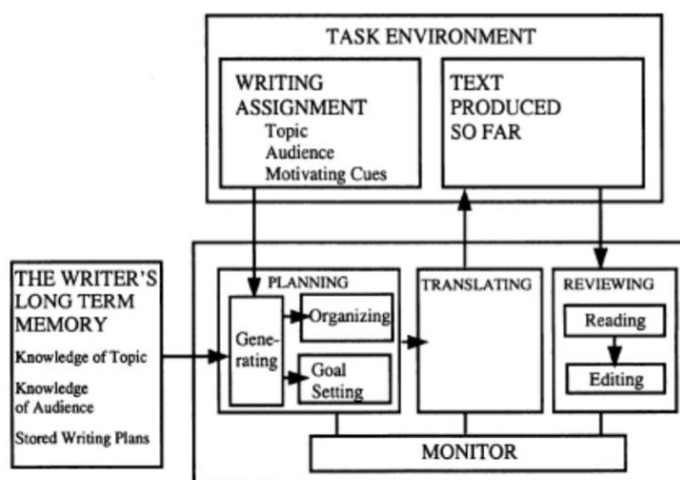 TASK ENVIRONMENT
WRITING
ASSIGNMENT
Topic
Audience
Motivating Cues
TEXT
PRODUCED
SO FAR
THE WRITER'S
LONG TERM
MEMORY
Knowledge of Topic
Knowledge
of Audience
Stored Writing Plans
PLANNING
Gene-
rating
Organizing
Goal
Setting
TRANSLATING
REVIEWING
Reading
Editing
MONITOR